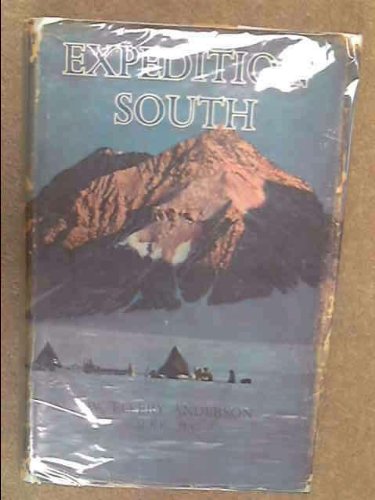 EXPEDITION
SOUTH
W. ELLERY ANDERSON
M.B.E. M.C.